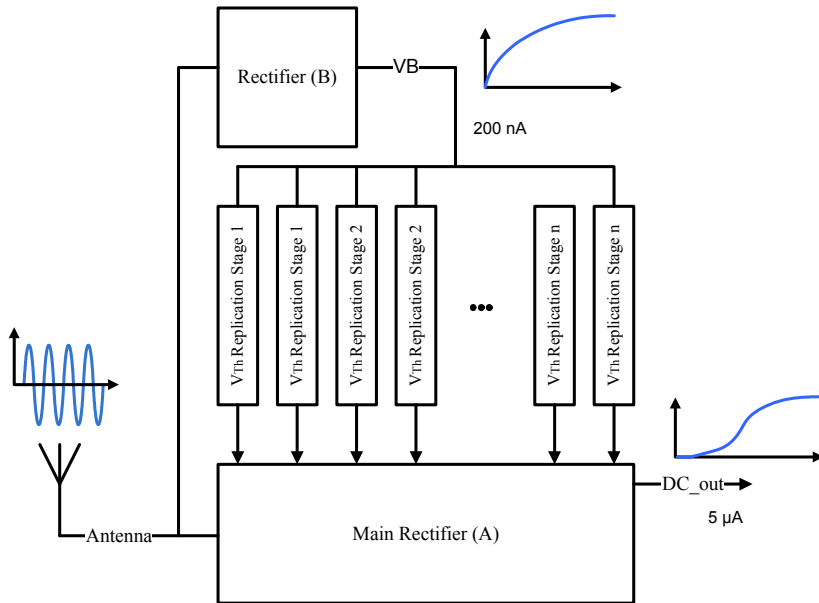 Rectifier (B)
VB
200 nA
VTh Replication Stage 1
VTh Replication Stage 1
VTh Replication Stage 2
VTh Replication Stage 2
VTh Replication Stage n
VTh Replication Stage n
Antenna
Main Rectifier (A)
DC_out
5 µA